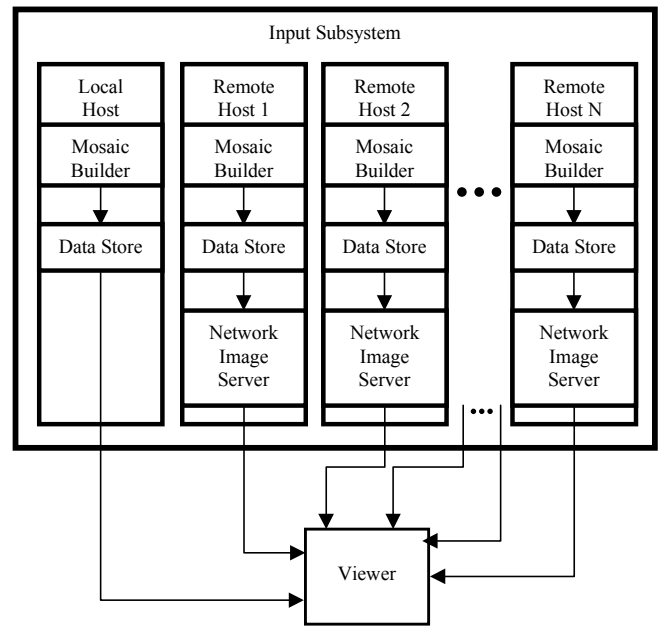 Input Subsystem
Local
Host
Mosaic
Builder
Data Store
Remote
Host 1
Mosaic
Builder
Data Store
Network
Image
Server
Remote
Host 2
Mosaic
Builder
Data Store
Network
Image
Server
Remote
Host N
Mosaic
Builder
Data Store
Network
Image
Server
Viewer